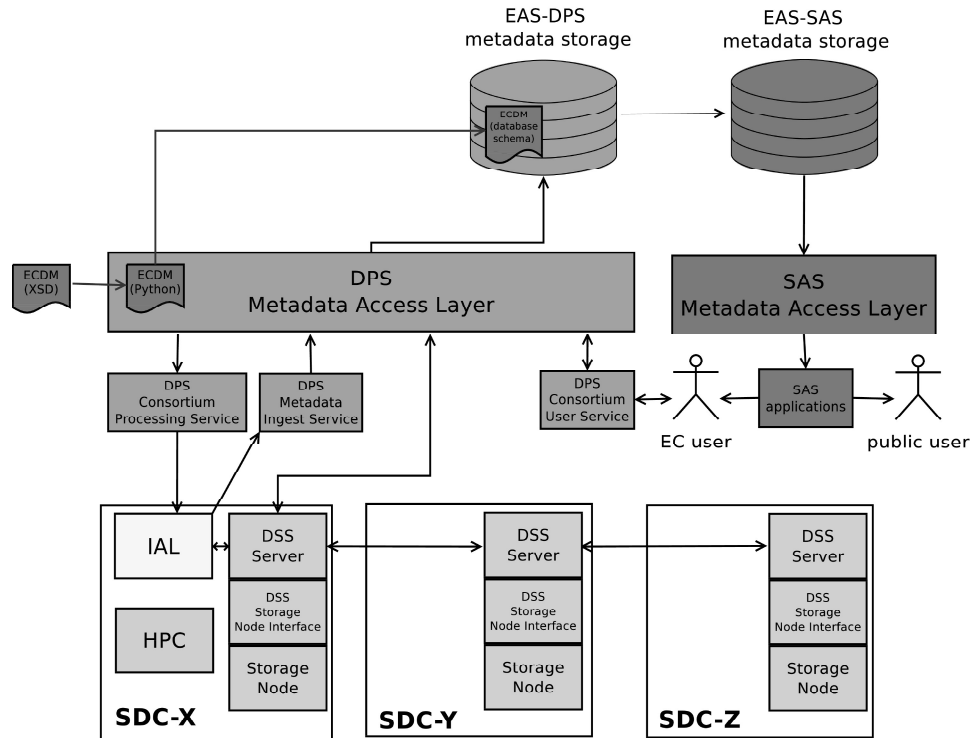 EAS-DPS
metadata storage
EAS-SAS
metadata storage
ECDM
(database
schema)
ECDM
(XSD)
ECDM
(Python)
DPS
Metadata Access Layer
SAS
Metadata Access Layer
DPS
Consortium
Processing Service
DPS
Metadata
Ingest Service
DPS
Consortium
User Service
EC user
SAS
applications
public user
IAL
HPC
DSS
Server
DSS
Storage
Node Interface
Storage
Node
SDC-X
DSS
Server
DSS
Storage
Node Interface
Storage
Node
SDC-Y
DSS
Server
DSS
Storage
Node Interface
Storage
Node
SDC-Z